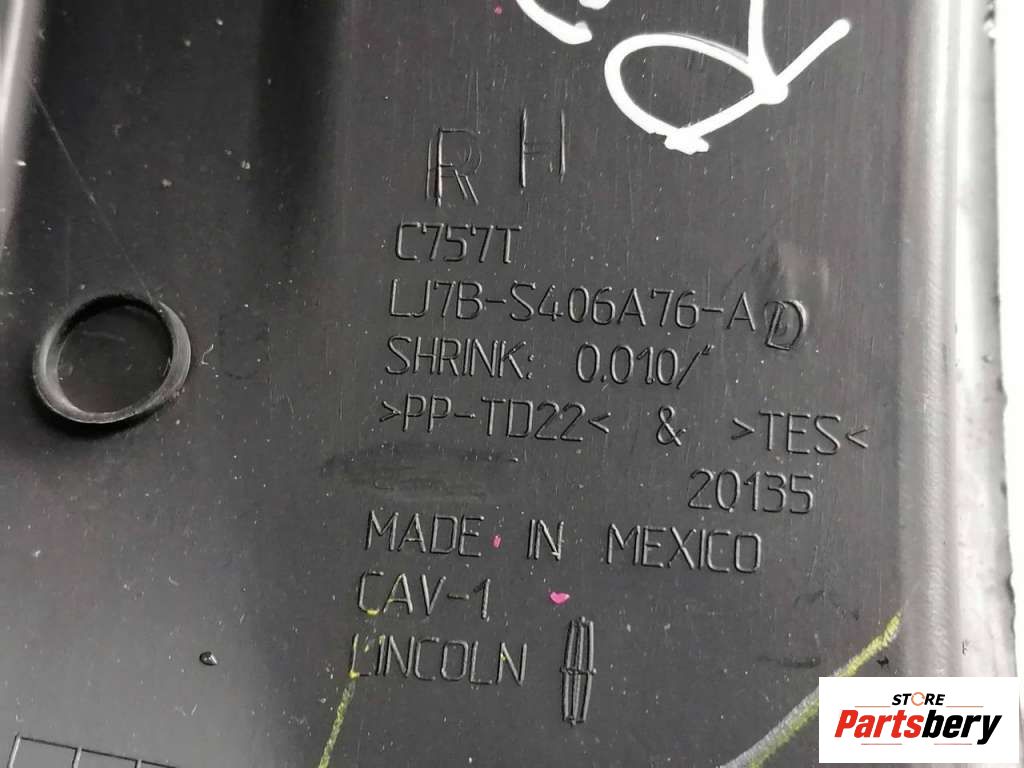 R H
C757T
LJ7B-S406A76-AD
SHRINK: 0.010/"
>PP-TD22< & >TES<
20135
MADE IN MEXICO
CAV-1
LINCOLN
STORE
Partsbery